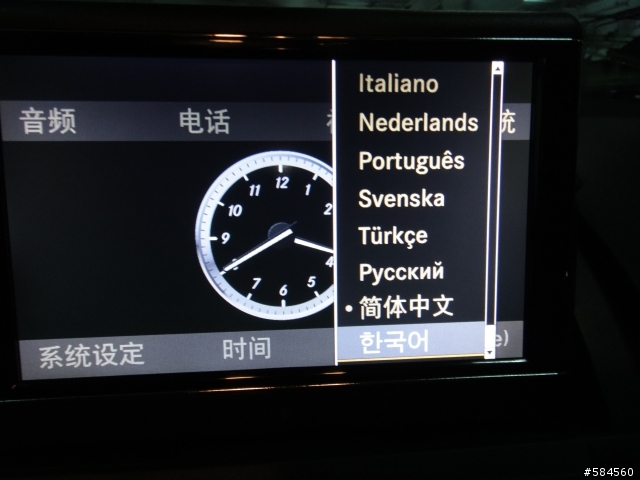 Italiano
音频 电话 统
Nederlands
Português
Svenska
Türkçe
Русский
• 简体中文
한국어
12
11 1
10 2
9
4
7 5
6
系统设定 时间 e)
#584560